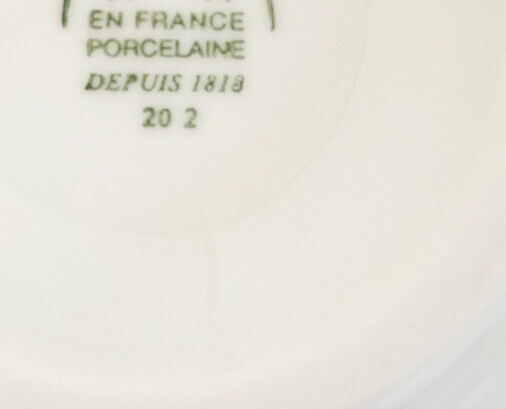 EN FRANCE
PORCELAINE
DEPUIS 1818
20 2